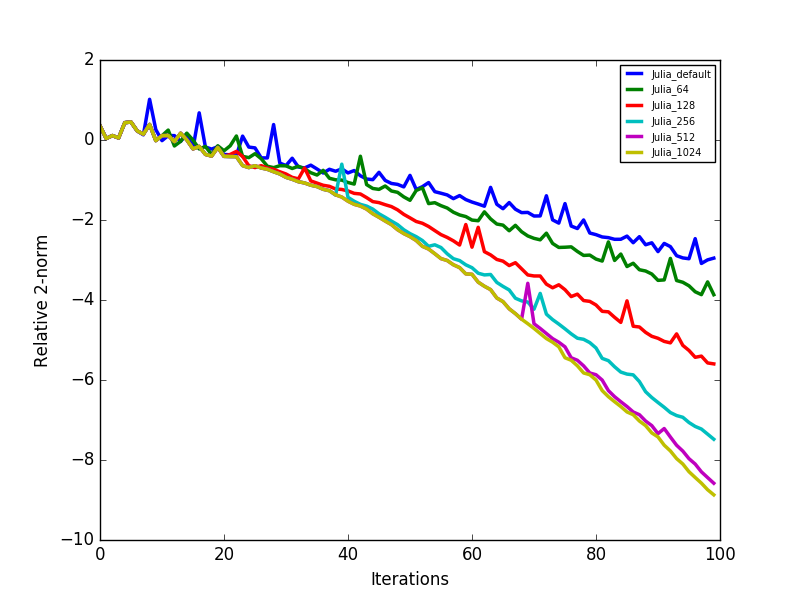 2
0
−2
−4
−6
−8
−10
Relative 2-norm
0 20 40 60 80 100
Iterations
Julia_default
Julia_64
Julia_128
Julia_256
Julia_512
Julia_1024